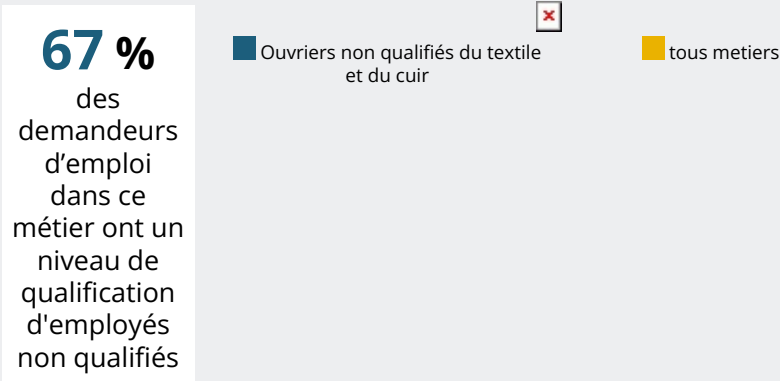 67 %
des
demandeurs
d’emploi
dans ce
métier ont un
niveau de
qualification
d'employés
non qualifiés
Ouvriers non qualifiés du textile
et du cuir
tous metiers